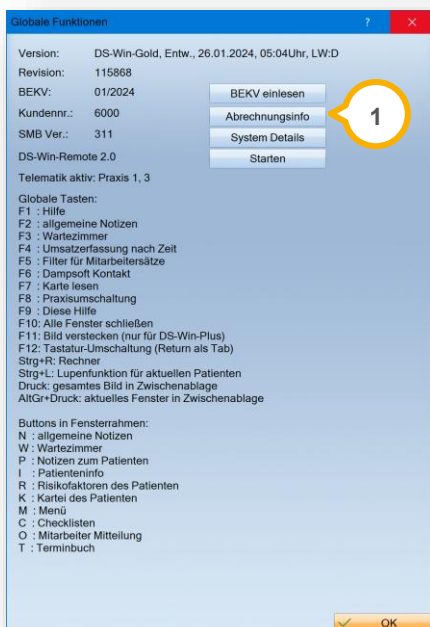 Globale Funktionen ? ×
Version: DS-Win-Gold, Entw., 26.01.2024, 05:04Uhr, LW:D
Revision: 115868
BEKV: 01/2024 BEKV einlesen
Kundennr.: 6000 Abrechnungsinfo 1
SMB Ver.: 311 System Details
DS-Win-Remote 2.0 Starten
Telematik aktiv: Praxis 1, 3
Globale Tasten:
F1 : Hilfe
F2 : allgemeine Notizen
F3 : Wartezimmer
F4 : Umsatzerfassung nach Zeit
F5 : Filter für Mitarbeitersätze
F6 : Dampsoft Kontakt
F7 : Karte lesen
F8 : Praxisumschaltung
F9 : Diese Hilfe
F10: Alle Fenster schließen
F11: Bild verstecken (nur für DS-Win-Plus)
F12: Tastatur-Umschaltung (Return als Tab)
Strg+R: Rechner
Strg+L: Lupenfunktion für aktuellen Patienten
Druck: gesamtes Bild in Zwischenablage
AltGr+Druck: aktuelles Fenster in Zwischenablage
Buttons in Fensterrahmen:
N : allgemeine Notizen
W : Wartezimmer
P : Notizen zum Patienten
I : Patienteninfo
R : Risikofaktoren des Patienten
K : Kartei des Patienten
M : Menü
C : Checklisten
O : Mitarbeiter Mitteilung
T : Terminbuch
OK